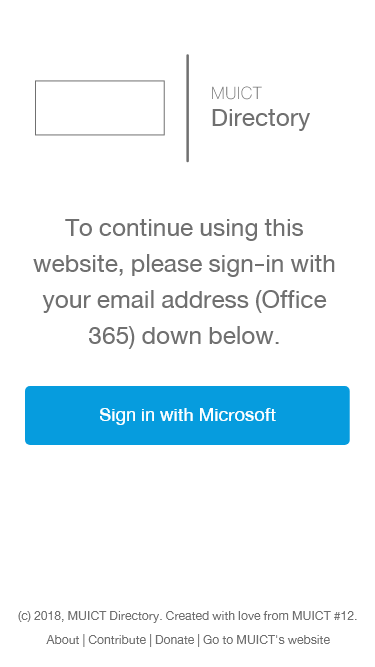 MUICT
Directory
To continue using this
website, please sign-in with
your email address (Office
365) down below.
Sign in with Microsoft
(c) 2018, MUICT Directory. Created with love from MUICT #12.
About | Contribute | Donate | Go to MUICT's website